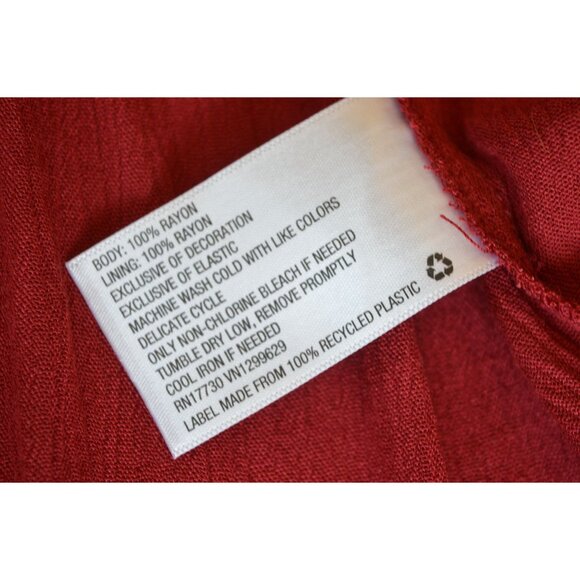 BODY: 100% RAYON
LINING: 100% RAYON
EXCLUSIVE OF DECORATION
EXCLUSIVE OF ELASTIC
MACHINE WASH COLD WITH LIKE COLORS
DELICATE CYCLE
ONLY NON-CHLORINE BLEACH IF NEEDED
TUMBLE DRY LOW, REMOVE PROMPTLY
COOL IRON IF NEEDED
RN17730 VN1299629
LABEL MADE FROM 100% RECYCLED PLASTIC